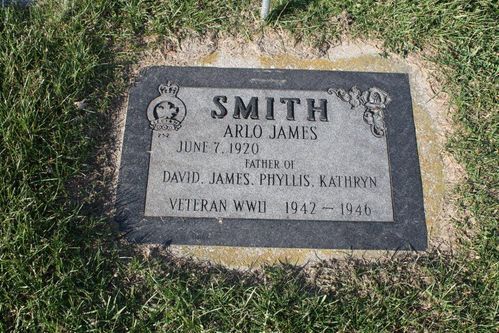 SMITH
ARLO JAMES
JUNE 7, 1920
FATHER OF
DAVID, JAMES, PHYLLIS, KATHRYN
VETERAN WWII 1942 — 1946